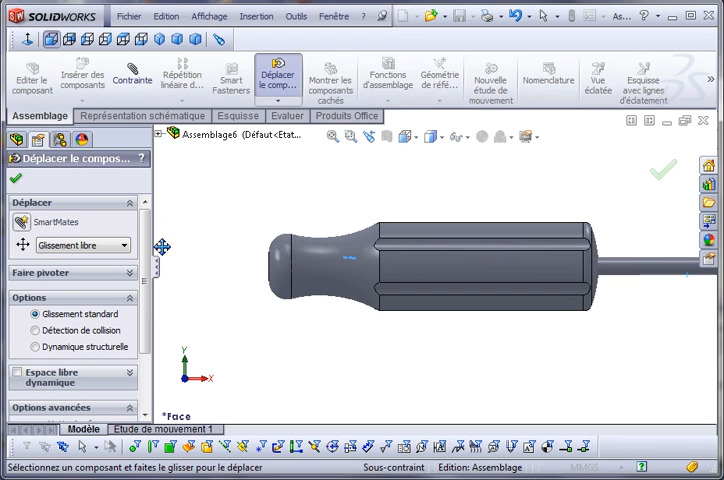 SOLIDWORKS
Fichier Edition Affichage Insertion Outils Fenêtre ? As... ?
Editer le composant
Insérer des composants
Contrainte
Répétition linéaire d...
Smart Fasteners
Déplacer le comp...
Montrer les composants cachés
Fonctions d'assemblage
Géométrie de réfé...
Nouvelle étude de mouvement
Nomenclature
Vue éclatée
Esquisse avec lignes d'éclatement
Assemblage Représentation schématique Esquisse Evaluer Produits Office
Assemblage6 (Défaut<Etat...
Déplacer le compos... ?
Déplacer
SmartMates
Glissement libre
Faire pivoter
Options
Glissement standard
Détection de collision
Dynamique structurelle
Espace libre dynamique
Options avancées
Y
X
*Face
Modèle Etude de mouvement 1
Sélectionnez un composant et faites le glisser pour le déplacer Sous-contraint Edition: Assemblage MMGS ?